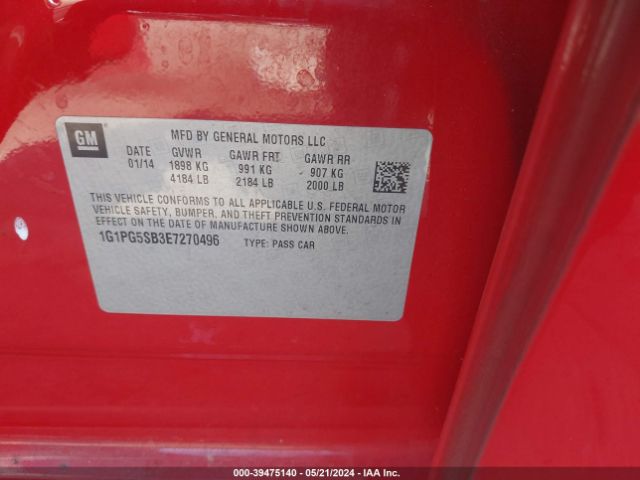 GM
MFD BY GENERAL MOTORS LLC
DATE GVWR GAWR FRT GAWR RR
01/14 1898 KG 991 KG 907 KG
4184 LB 2184 LB 2000 LB
THIS VEHICLE CONFORMS TO ALL APPLICABLE U.S. FEDERAL MOTOR
VEHICLE SAFETY, BUMPER, AND THEFT PREVENTION STANDARDS IN
EFFECT ON THE DATE OF MANUFACTURE SHOWN ABOVE.
1G1PG5SB3E7270496 TYPE: PASS CAR
000-39475140 - 05/21/2024 - IAA Inc.